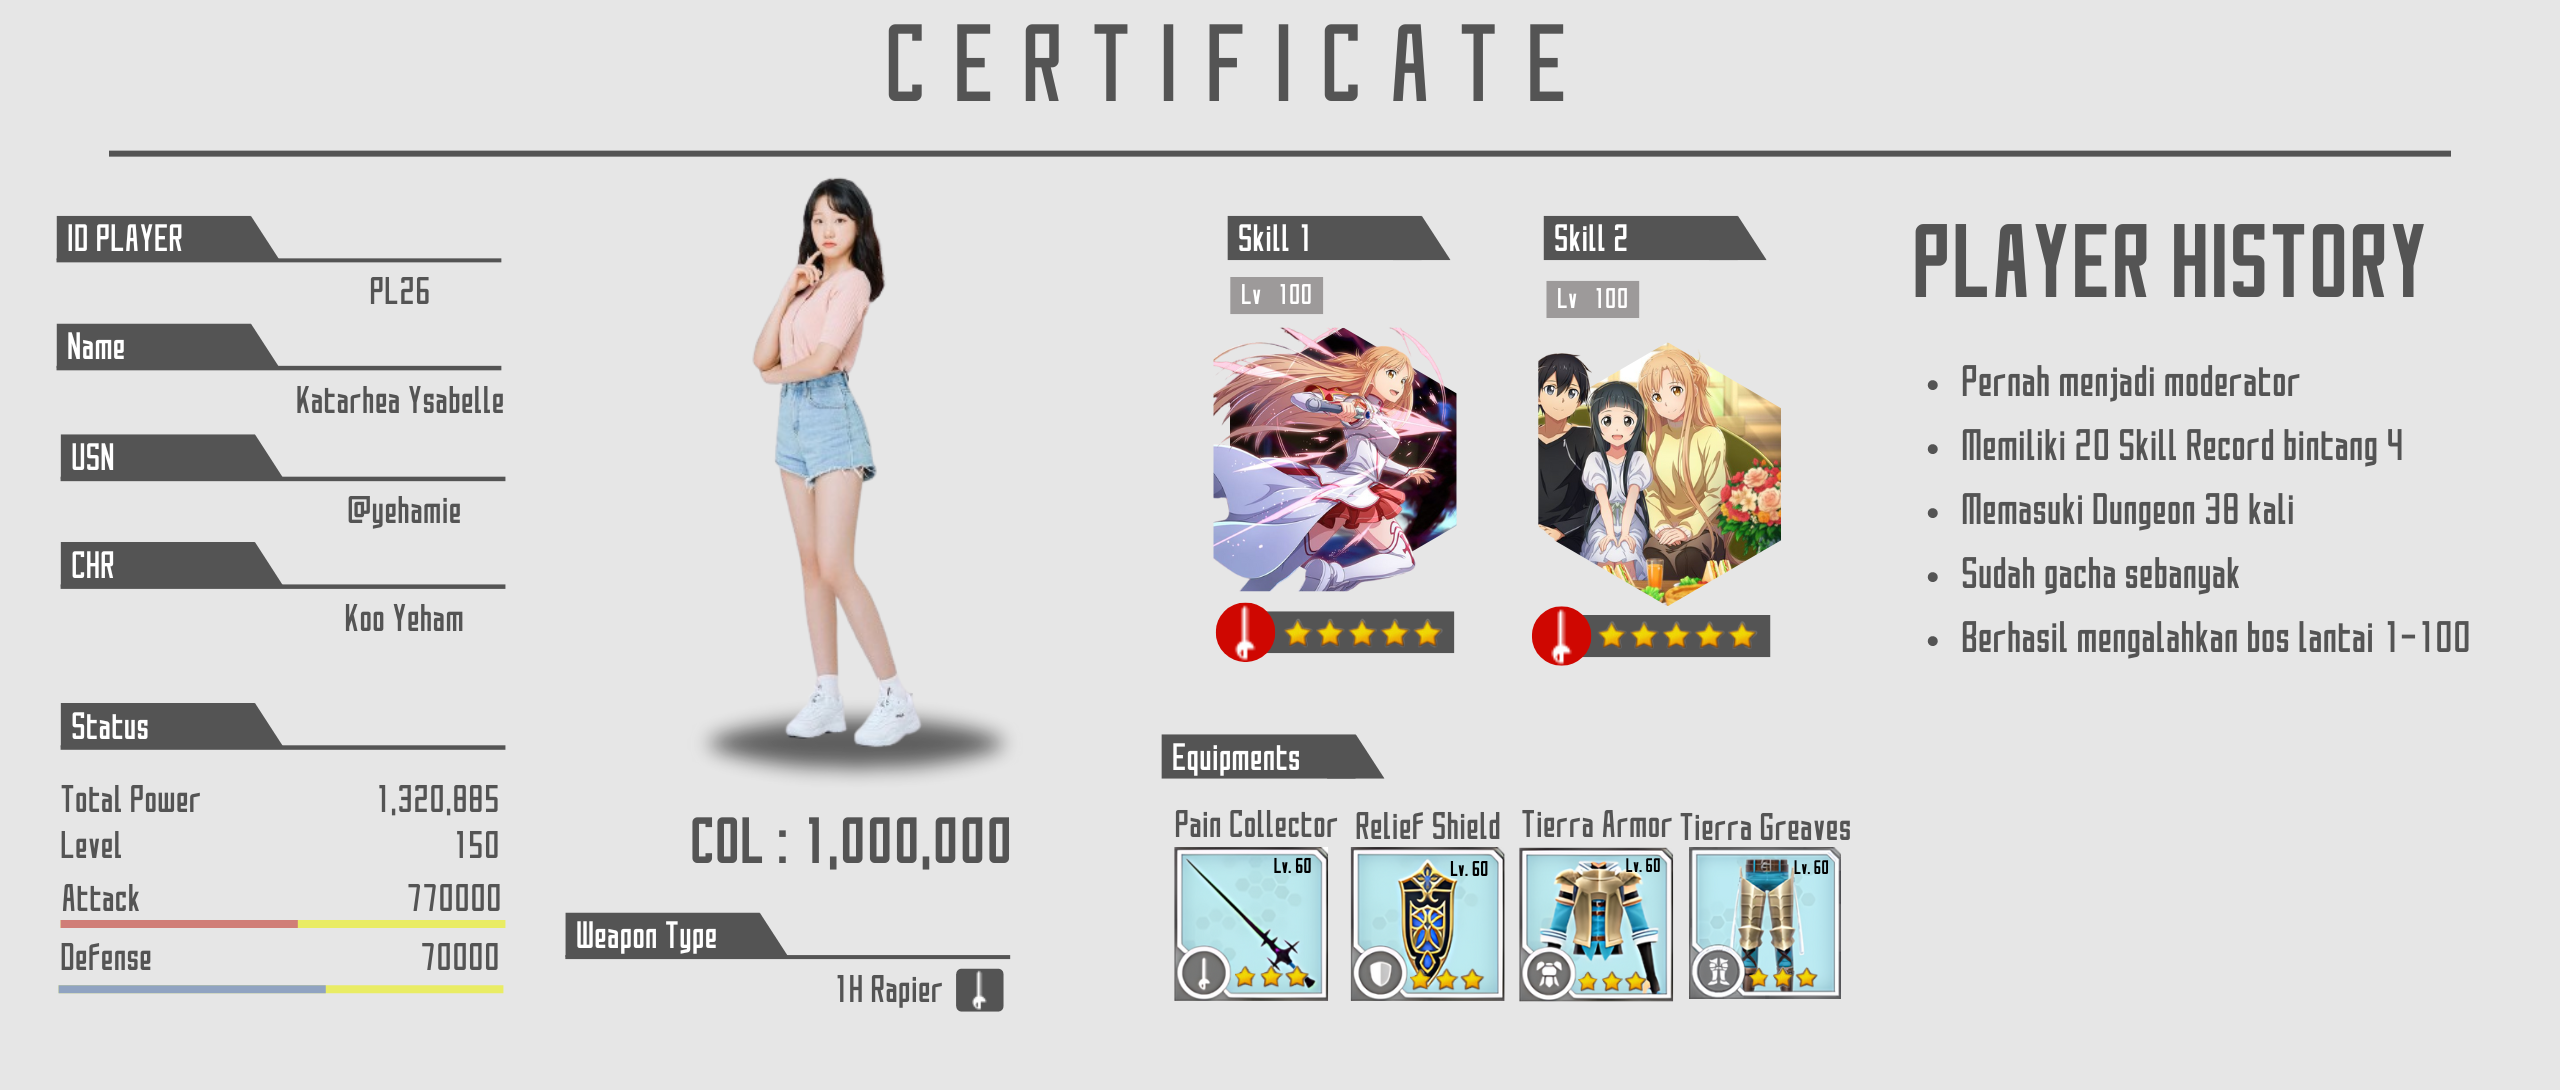 CERTIFICATE
ID PLAYER
PL26
Name
Katarhea Ysabelle
USN
@yehamie
CHR
Koo Yeham
Status
Total Power 1,320,885
Level 150
Attack 770000
Defense 70000
COL : 1,000,000
Weapon Type
1H Rapier
Skill 1
Lv 100
Skill 2
Lv 100
Equipments
Pain Collector Relief Shield Tierra Armor Tierra Greaves
Lv. 60 Lv. 60 Lv. 60 Lv. 60
PLAYER HISTORY
• Pernah menjadi moderator
• Memiliki 20 Skill Record bintang 4
• Memasuki Dungeon 38 kali
• Sudah gacha sebanyak
• Berhasil mengalahkan bos lantai 1-100